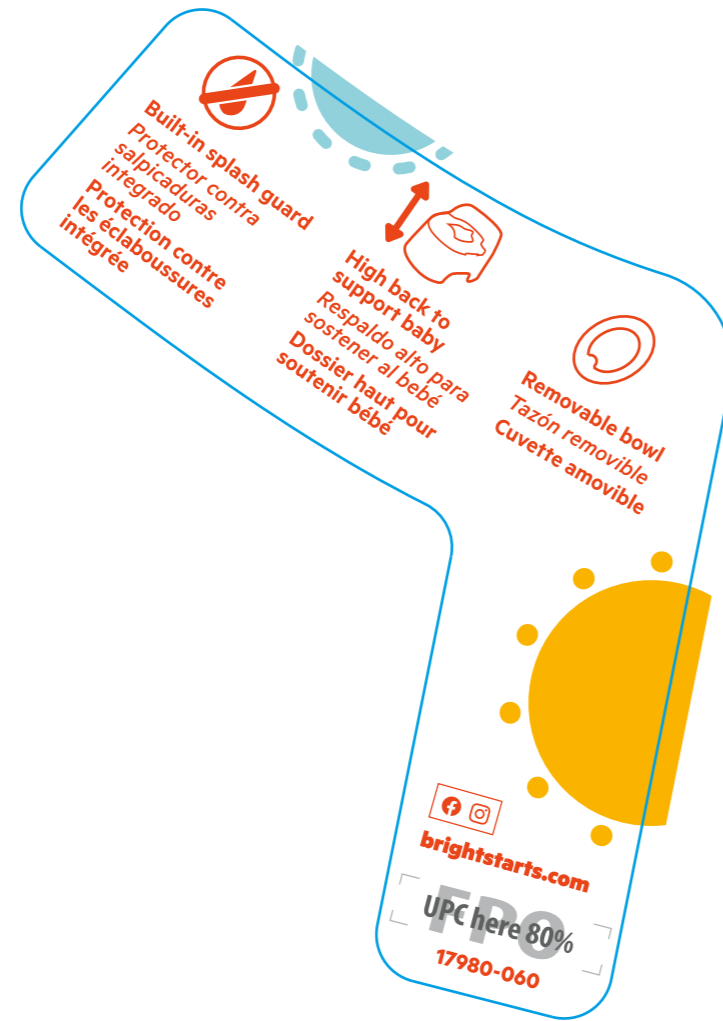 Built-in splash guard
Protector contra
salpicaduras
integrado
Protection contre
les éclaboussures
intégrée
High back to
support baby
Respaldo alto para
sostener al bebé
Dossier haut pour
soutenir bébé
Removable bowl
Tazón removible
Cuvette amovible
brightstarts.com
FPO
UPC here 80%
17980-060